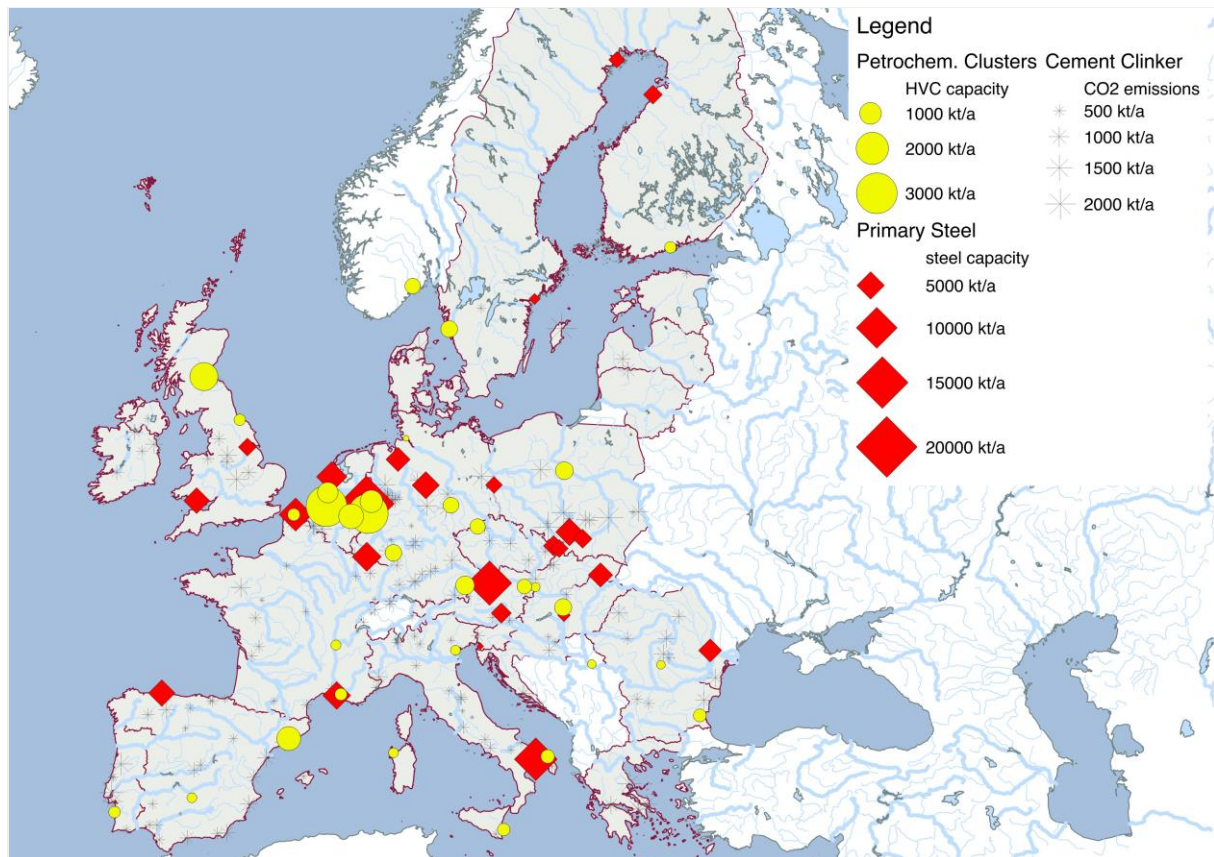 Legend
Petrochem. Clusters
HVC capacity
1000 kt/a
2000 kt/a
3000 kt/a
Cement Clinker
CO2 emissions
500 kt/a
1000 kt/a
1500 kt/a
2000 kt/a
Primary Steel
steel capacity
5000 kt/a
10000 kt/a
15000 kt/a
20000 kt/a